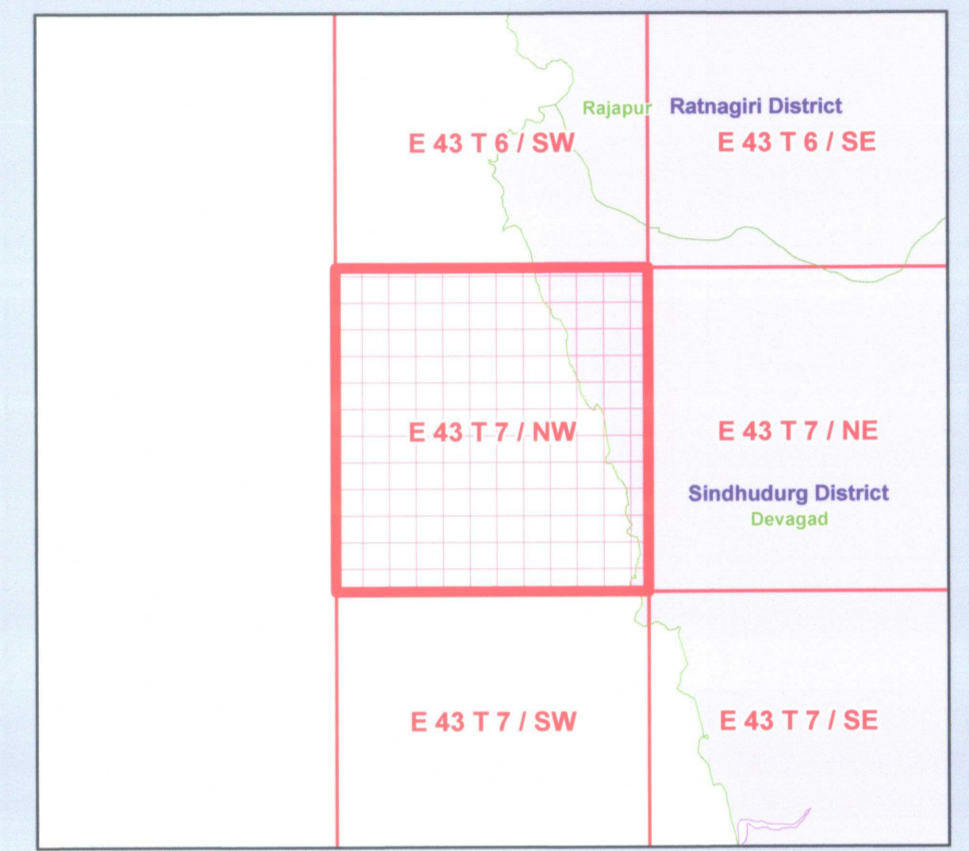 Rajapur Ratnagiri District
E 43 T 6 / SW E 43 T 6 / SE
E 43 T 7 / NW E 43 T 7 / NE
Sindhudurg District
Devagad
E 43 T 7 / SW E 43 T 7 / SE